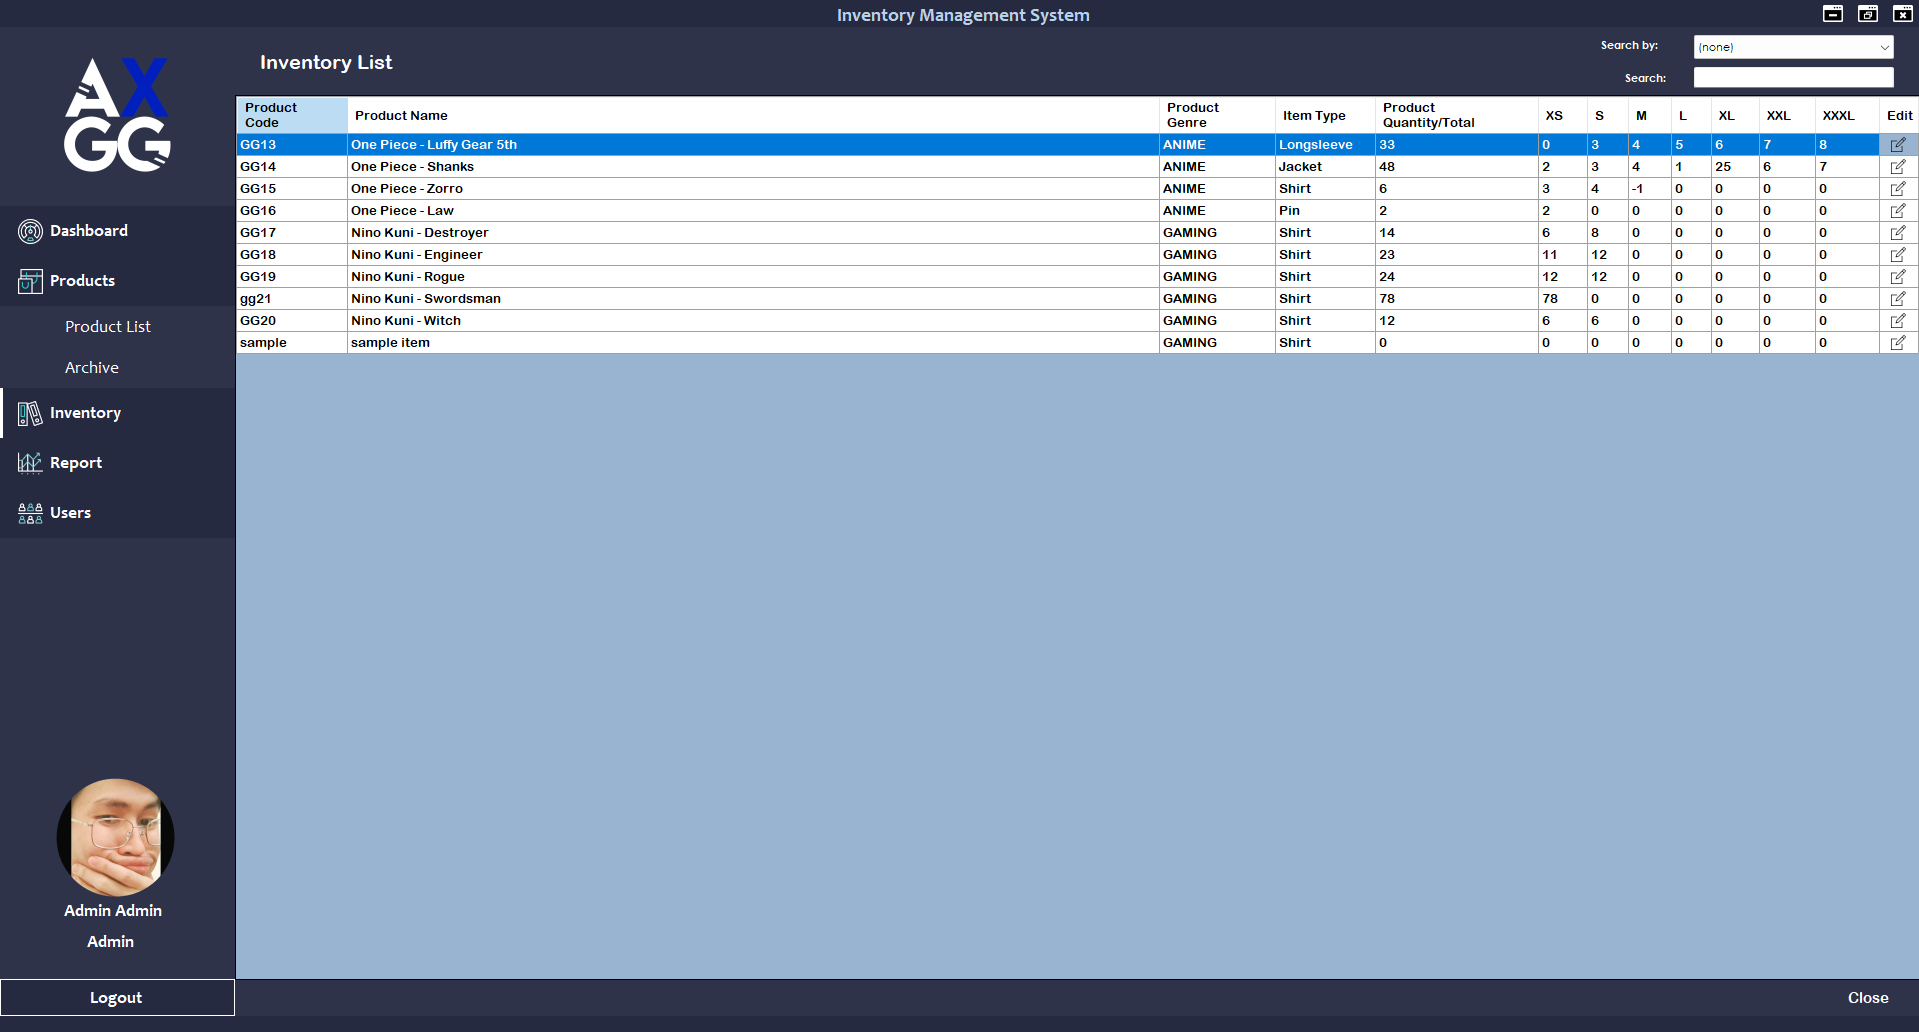 Inventory Management System
AX
GG
Inventory List
Search by:
(none)
Search:
Dashboard
Products
Product List
Archive
Inventory
Report
Users
Admin Admin
Admin
Logout
Product Code Product Name Product Genre Item Type Product Quantity/Total XS S M L XL XXL XXXL Edit
GG13 One Piece - Luffy Gear 5th ANIME Longsleeve 33 0 3 4 5 6 7 8
GG14 One Piece - Shanks ANIME Jacket 48 2 3 4 1 25 6 7
GG15 One Piece - Zorro ANIME Shirt 6 3 4 -1 0 0 0 0
GG16 One Piece - Law ANIME Pin 2 2 0 0 0 0 0 0
GG17 Nino Kuni - Destroyer GAMING Shirt 14 6 8 0 0 0 0 0
GG18 Nino Kuni - Engineer GAMING Shirt 23 11 12 0 0 0 0 0
GG19 Nino Kuni - Rogue GAMING Shirt 24 12 12 0 0 0 0 0
gg21 Nino Kuni - Swordsman GAMING Shirt 78 78 0 0 0 0 0 0
GG20 Nino Kuni - Witch GAMING Shirt 12 6 6 0 0 0 0 0
sample sample item GAMING Shirt 0 0 0 0 0 0 0 0
Close